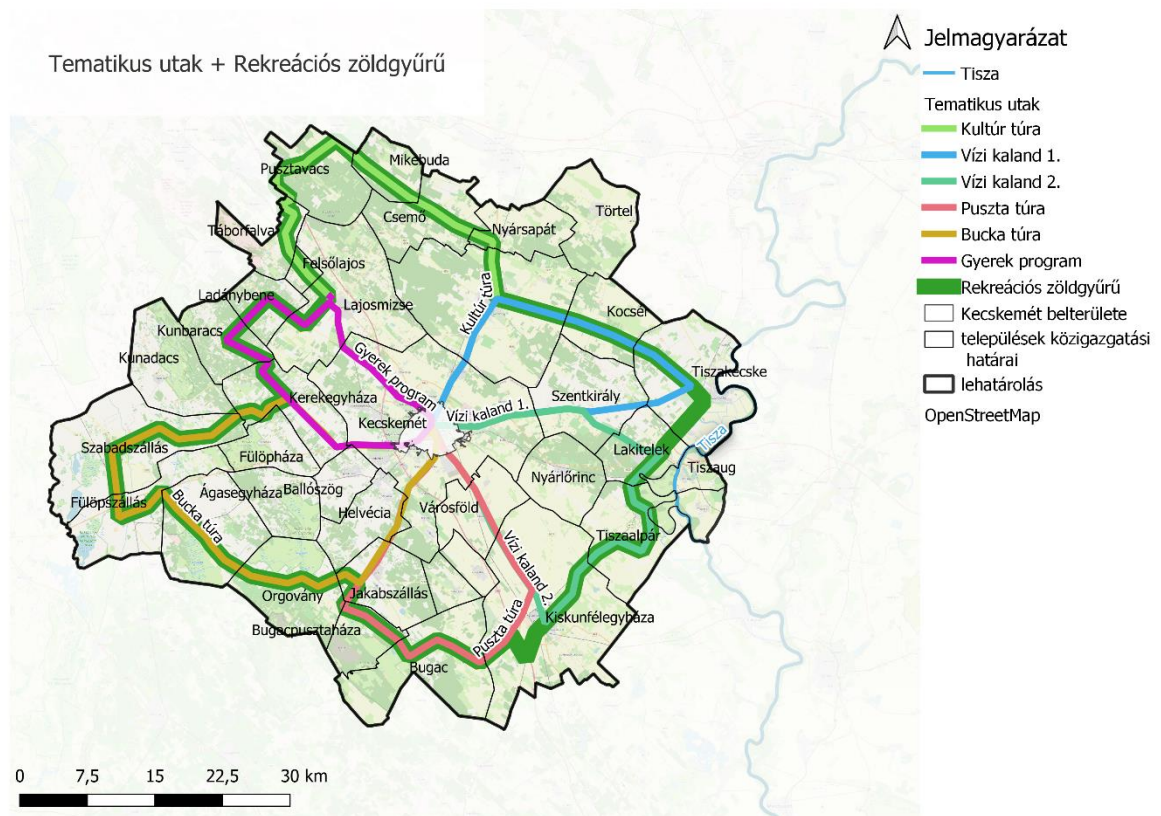 Tematikus utak + Rekreációs zöldgyűrű
Jelmagyarázat
Tisza
Tematikus utak
Kultúr túra
Vízi kaland 1.
Vízi kaland 2.
Puszta túra
Bucka túra
Gyerek program
Rekreációs zöldgyűrű
Kecskemét belterülete
települések közigazgatási
határai
lehatárolás
OpenStreetMap
Mikebuda
Pusztavacs
Csemő
Törtel
Nyársapát
Táborfalva
Felsőlajos
Ladánybene
Lajosmizse
Kultúr túra
Kocsér
Kunbaracs
Kunadacs
Gyerek program
Tiszakécske
Kerekegyháza
Szentkirály
Vízi kaland 1.
Kecskemét
Tisza
Szabadszállás
Fülöpháza
Lakitelek
Tiszaug
Nyárlőrinc
Ágasegyháza
Ballószög
Fülöpszállás
Helvécia
Városföld
Bucka túra
Tiszaalpár
Vízi kaland 2.
Orgovány
Jakabszállás
Kiskunfélegyháza
Bugacpusztaháza
Puszta túra
Bugac
0 7,5 15 22,5 30 km